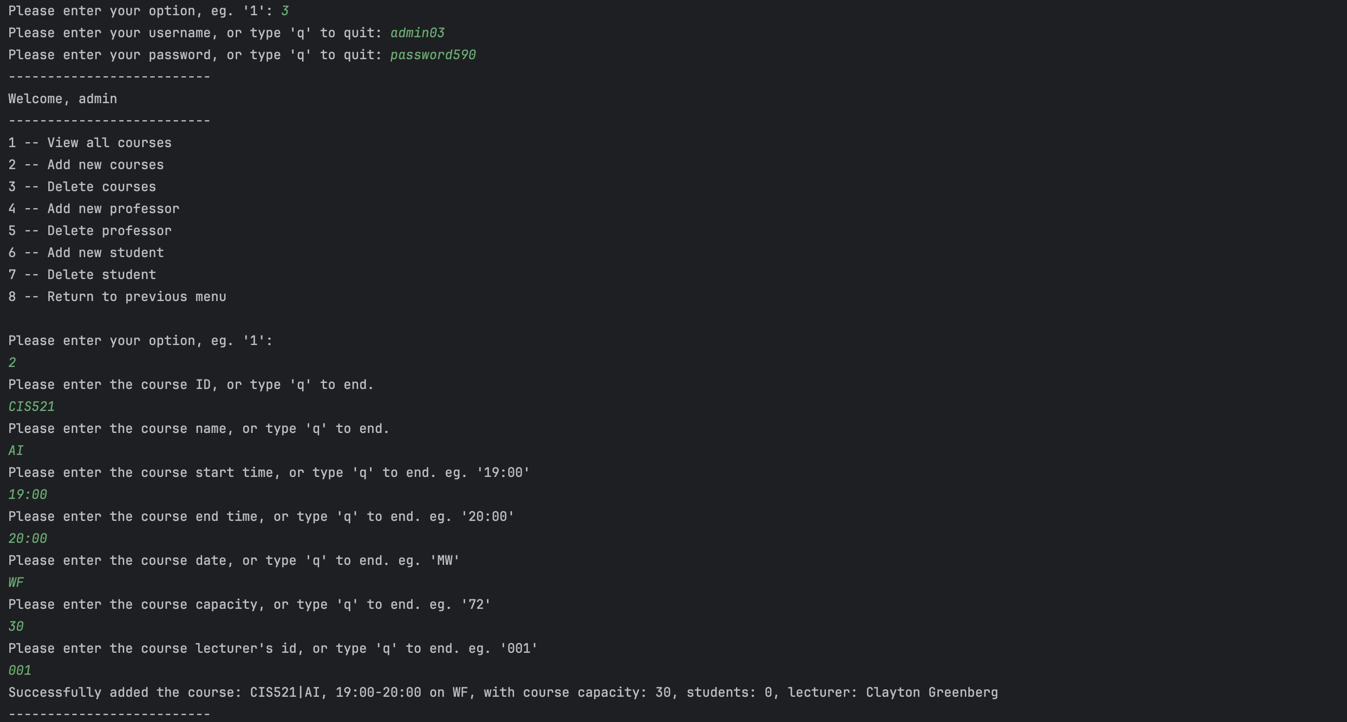 Please enter your option, eg. '1': 3
Please enter your username, or type 'q' to quit: admin03
Please enter your password, or type 'q' to quit: password590
--------------------------
Welcome, admin
--------------------------
1 -- View all courses
2 -- Add new courses
3 -- Delete courses
4 -- Add new professor
5 -- Delete professor
6 -- Add new student
7 -- Delete student
8 -- Return to previous menu

Please enter your option, eg. '1':
2
Please enter the course ID, or type 'q' to end.
CIS521
Please enter the course name, or type 'q' to end.
AI
Please enter the course start time, or type 'q' to end. eg. '19:00'
19:00
Please enter the course end time, or type 'q' to end. eg. '20:00'
20:00
Please enter the course date, or type 'q' to end. eg. 'MW'
WF
Please enter the course capacity, or type 'q' to end. eg. '72'
30
Please enter the course lecturer's id, or type 'q' to end. eg. '001'
001
Successfully added the course: CIS521|AI, 19:00-20:00 on WF, with course capacity: 30, students: 0, lecturer: Clayton Greenberg
--------------------------